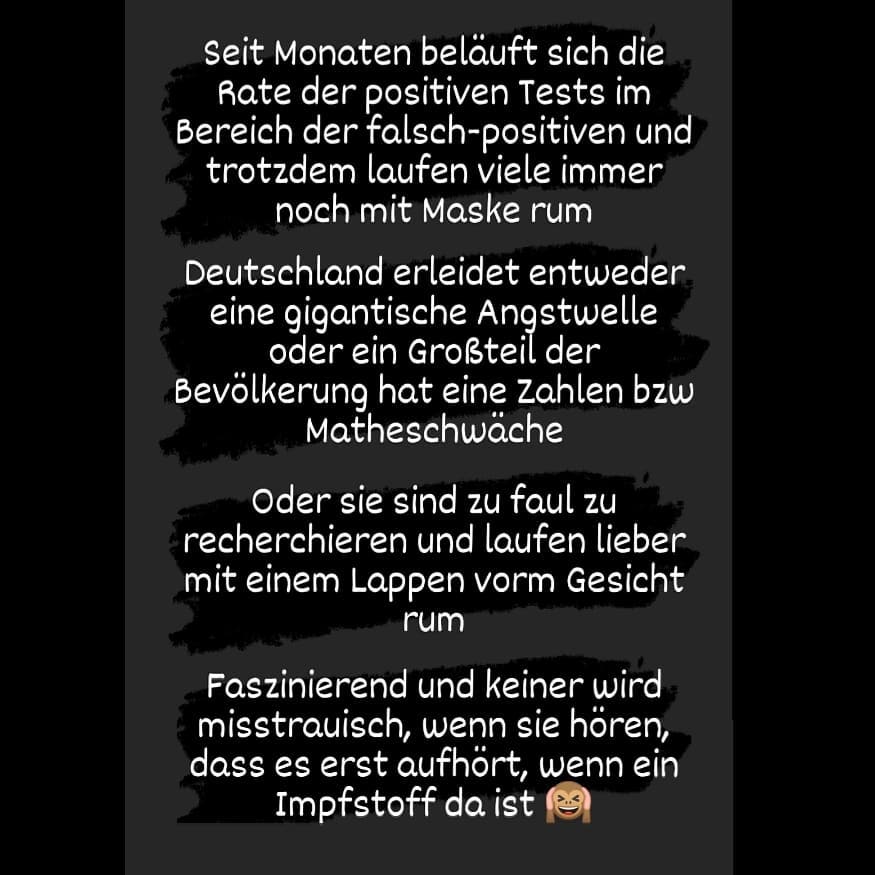 Seit Monaten beläuft sich die
Rate der positiven Tests im
Bereich der falsch-positiven und
trotzdem laufen viele immer
noch mit Maske rum
Deutschland erleidet entweder
eine gigantische Angstwelle
oder ein Großteil der
Bevölkerung hat eine Zahlen bzw
Matheschwäche
Oder sie sind zu faul zu
recherchieren und laufen lieber
mit einem Lappen vorm Gesicht
rum
Faszinierend und keiner wird
misstrauisch, wenn sie hören,
dass es erst aufhört, wenn ein
Impfstoff da ist 🙉